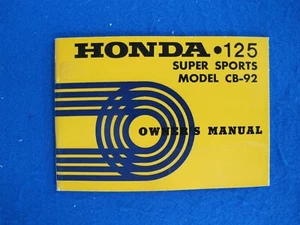 HONDA • 125
SUPER SPORTS
MODEL CB-92
OWNER'S MANUAL